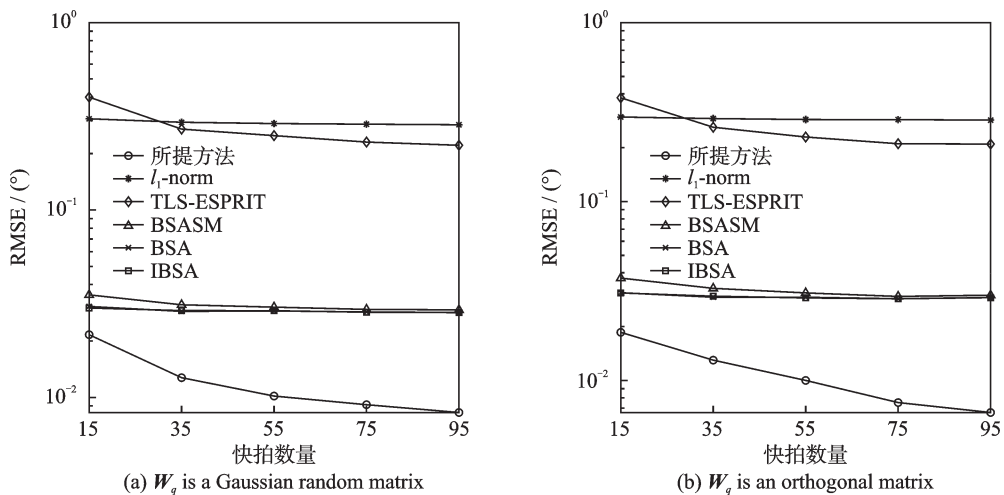 10⁰
10⁻¹
10⁻²
RMSE / (°)
所提方法
l₁-norm
TLS-ESPRIT
BSASM
BSA
IBSA
15 35 55 75 95
快拍数量
(a) W_q is a Gaussian random matrix
10⁰
10⁻¹
10⁻²
RMSE / (°)
所提方法
l₁-norm
TLS-ESPRIT
BSASM
BSA
IBSA
15 35 55 75 95
快拍数量
(b) W_q is an orthogonal matrix